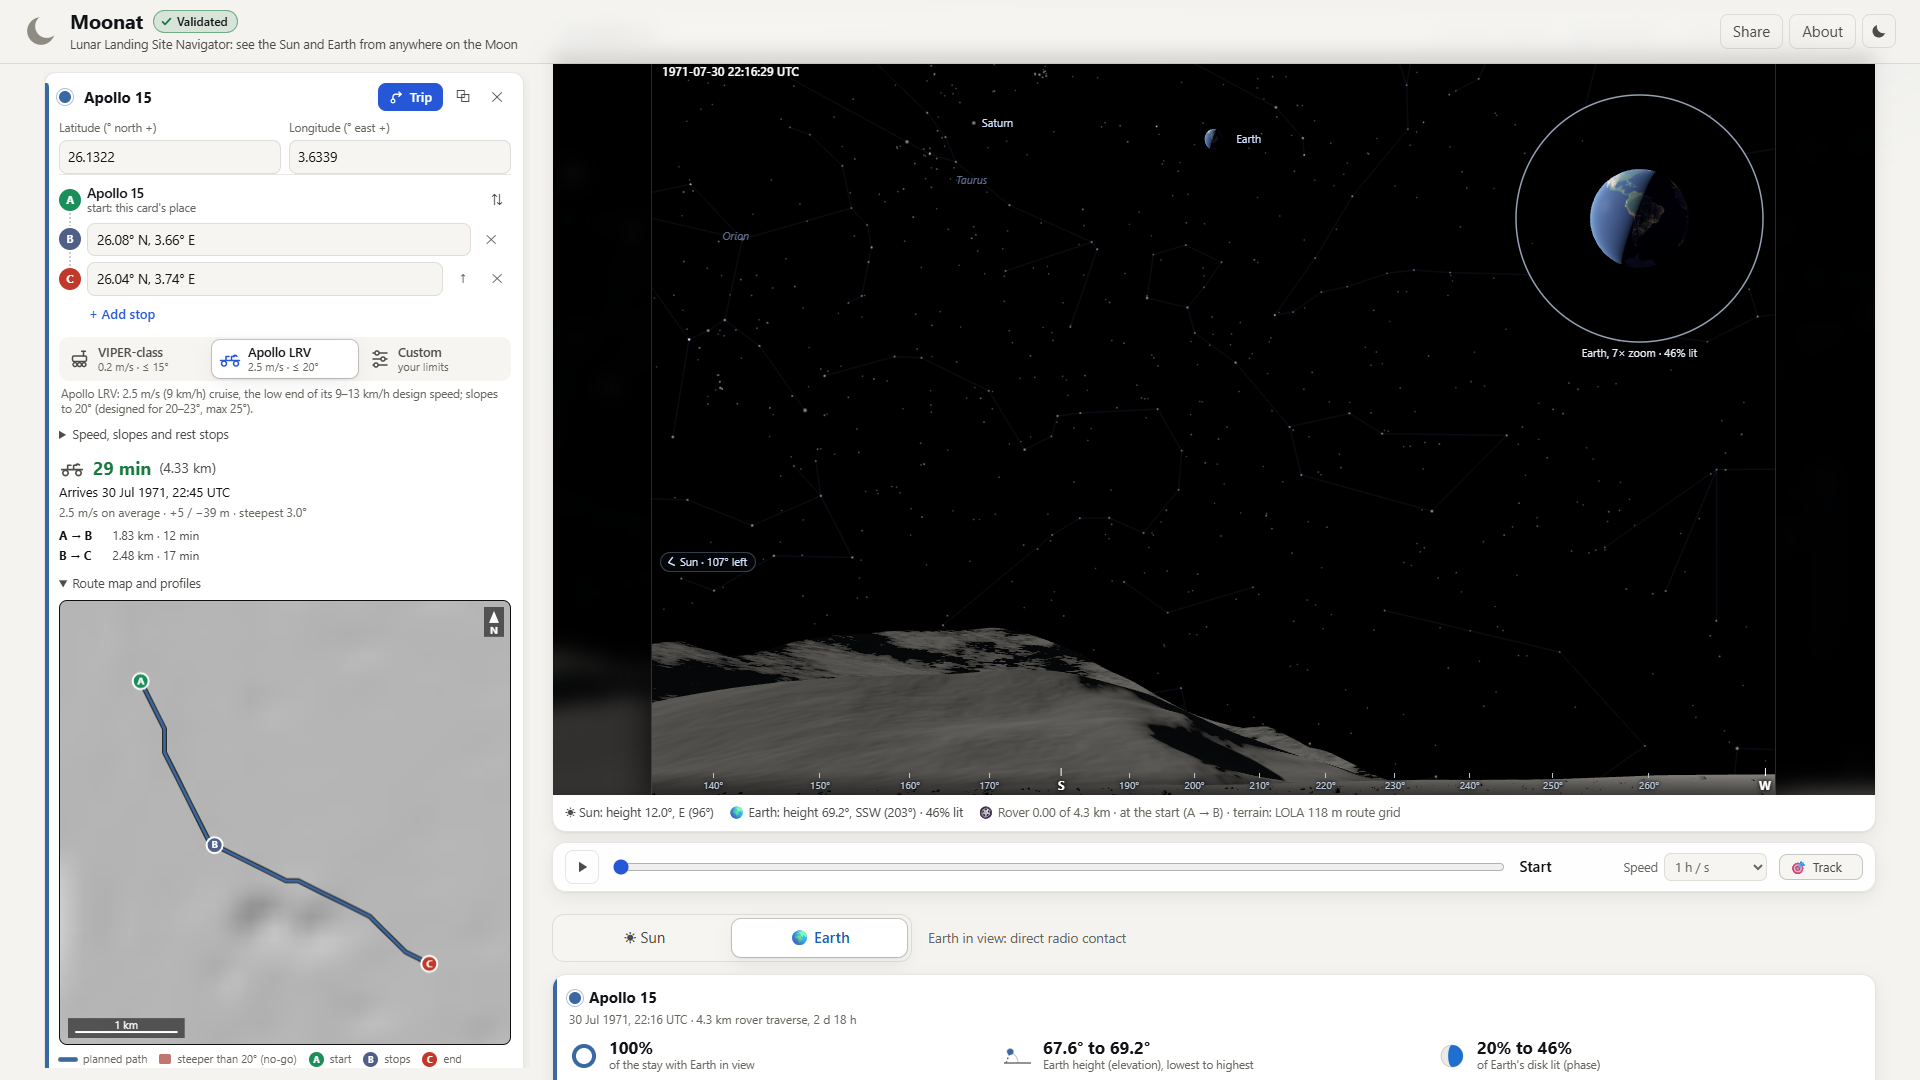 Moonat
Validated
Lunar Landing Site Navigator: see the Sun and Earth from anywhere on the Moon
Share
About
Apollo 15
Trip
Latitude (° north +)
Longitude (° east +)
26.1322
3.6339
A
Apollo 15
start: this card's place
B
26.08° N, 3.66° E
C
26.04° N, 3.74° E
+ Add stop
VIPER-class
0.2 m/s · ≤ 15°
Apollo LRV
2.5 m/s · ≤ 20°
Custom
your limits
Apollo LRV: 2.5 m/s (9 km/h) cruise, the low end of its 9–13 km/h design speed; slopes
to 20° (designed for 20–23°, max 25°).
Speed, slopes and rest stops
29 min (4.33 km)
Arrives 30 Jul 1971, 22:45 UTC
2.5 m/s on average · +5 / −39 m · steepest 3.0°
A → B 1.83 km · 12 min
B → C 2.48 km · 17 min
Route map and profiles
N
A
B
C
1 km
planned path
steeper than 20° (no-go)
A start
B stops
C end
1971-07-30 22:16:29 UTC
Saturn
Earth
Taurus
Orion
Earth, 7× zoom · 46% lit
Sun · 107° left
140° 150° 160° 170° S 190° 200° 210° 220° 230° 240° 250° 260° W
Sun: height 12.0°, E (96°)
Earth: height 69.2°, SSW (203°) · 46% lit
Rover 0.00 of 4.3 km · at the start (A → B) · terrain: LOLA 118 m route grid
Start
Speed
1 h / s
Track
Sun
Earth
Earth in view: direct radio contact
Apollo 15
30 Jul 1971, 22:16 UTC · 4.3 km rover traverse, 2 d 18 h
100%
of the stay with Earth in view
67.6° to 69.2°
Earth height (elevation), lowest to highest
20% to 46%
of Earth's disk lit (phase)